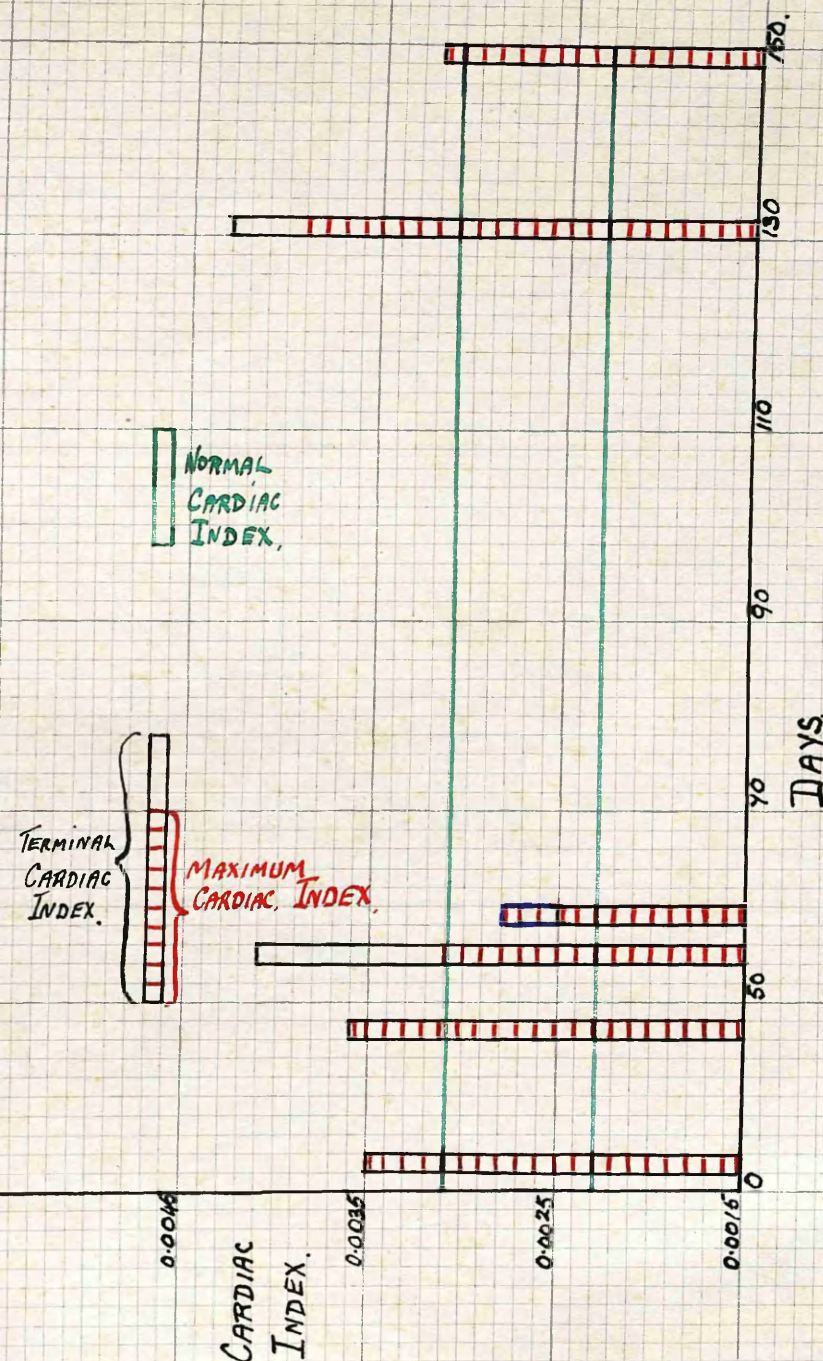 NORMAL
CARDIAC
INDEX.
TERMINAL
CARDIAC
INDEX.
MAXIMUM
CARDIAC. INDEX.
CARDIAC
INDEX.
0.0045
0.0035
0.0025
0.0015
0
50
70
90
110
130
150.
DAYS.